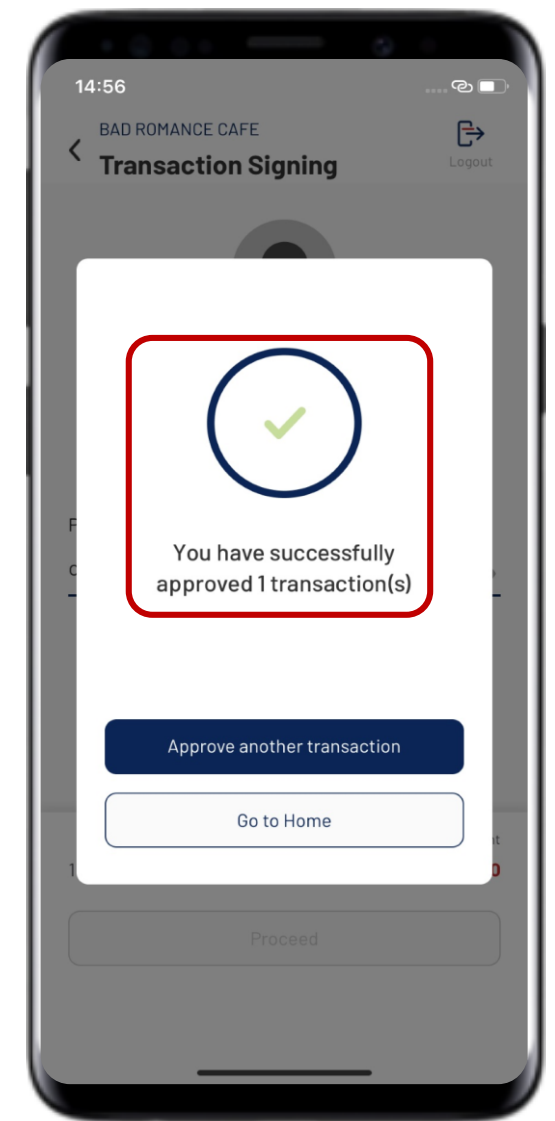 14:56
BAD ROMANCE CAFE
Transaction Signing
Logout
You have successfully
approved 1 transaction(s)
Approve another transaction
Go to Home
Proceed